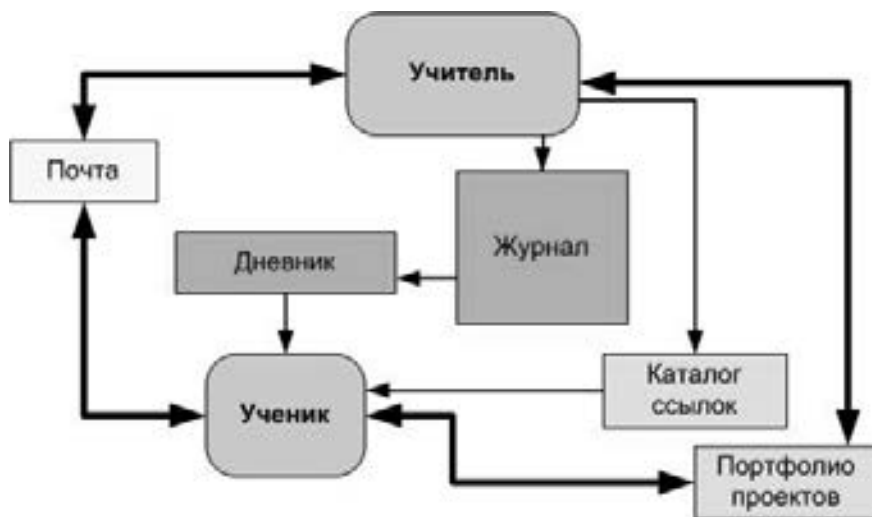 Учитель
Почта
Журнал
Дневник
Каталог
ссылок
Ученик
Портфолио
проектов